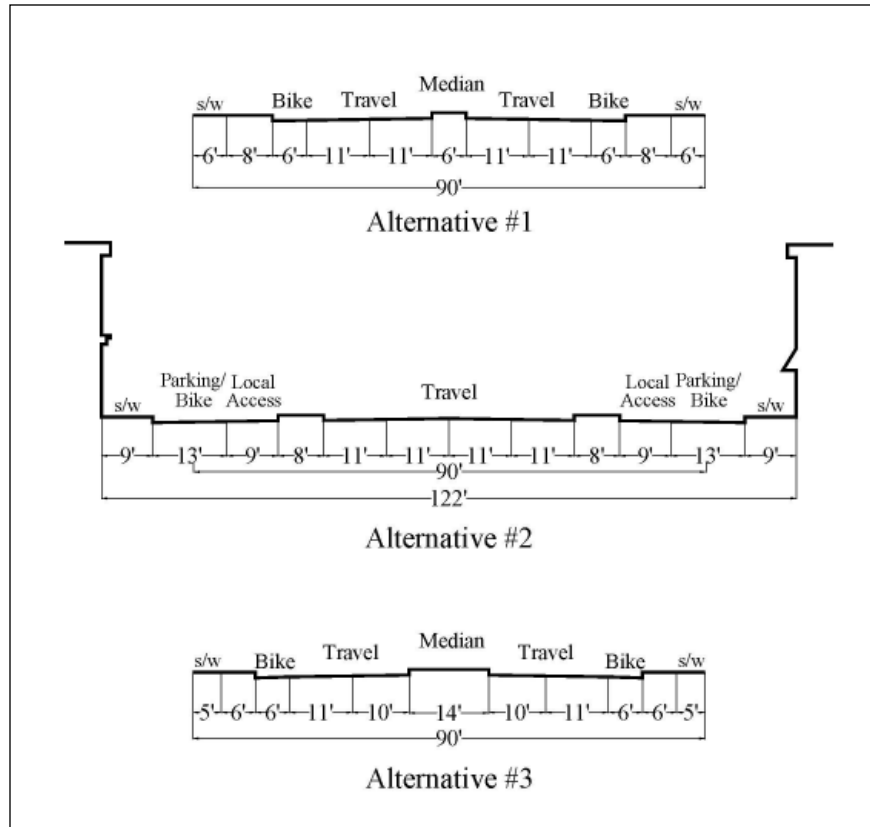 Median
s/w Bike Travel Travel Bike s/w
6' 8' 6' 11' 11' 6' 11' 11' 6' 8' 6'
90'
Alternative #1
Parking/ Local Travel Local Parking/
Bike Access Access Bike
s/w s/w
9' 13' 9' 8' 11' 11' 11' 11' 8' 9' 13' 9'
90'
122'
Alternative #2
Median
s/w Bike Travel Travel Bike s/w
5' 6' 6' 11' 10' 14' 10' 11' 6' 6' 5'
90'
Alternative #3